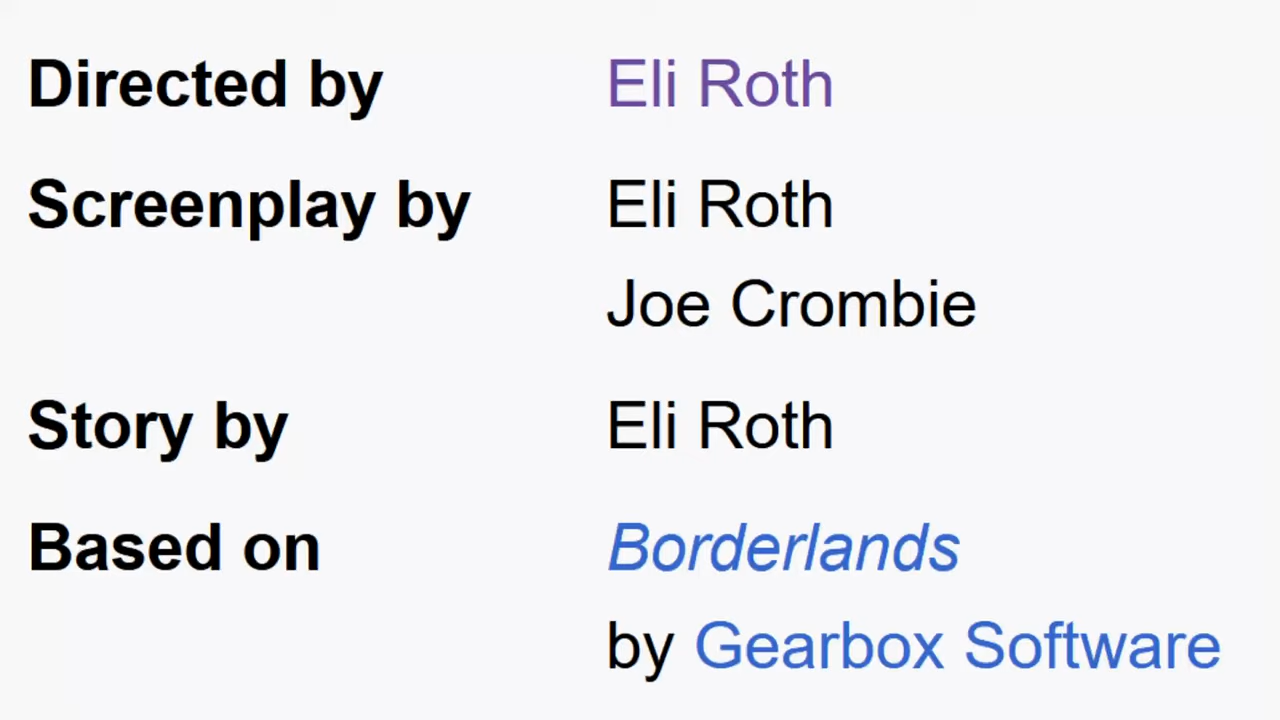 Directed by Eli Roth
Screenplay by Eli Roth
Joe Crombie
Story by Eli Roth
Based on Borderlands
by Gearbox Software